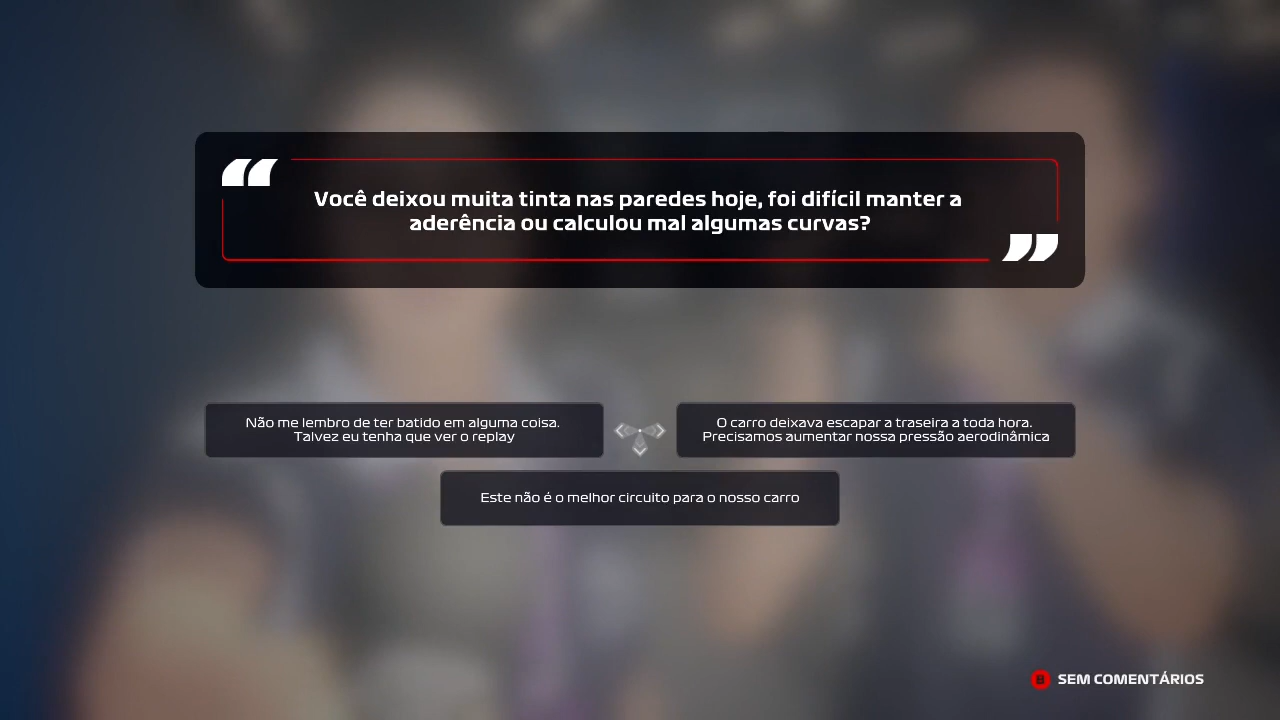 Você deixou muita tinta nas paredes hoje, foi difícil manter a
aderência ou calculou mal algumas curvas?
Não me lembro de ter batido em alguma coisa.
Talvez eu tenha que ver o replay
O carro deixava escapar a traseira a toda hora.
Precisamos aumentar nossa pressão aerodinâmica
Este não é o melhor circuito para o nosso carro
B SEM COMENTÁRIOS